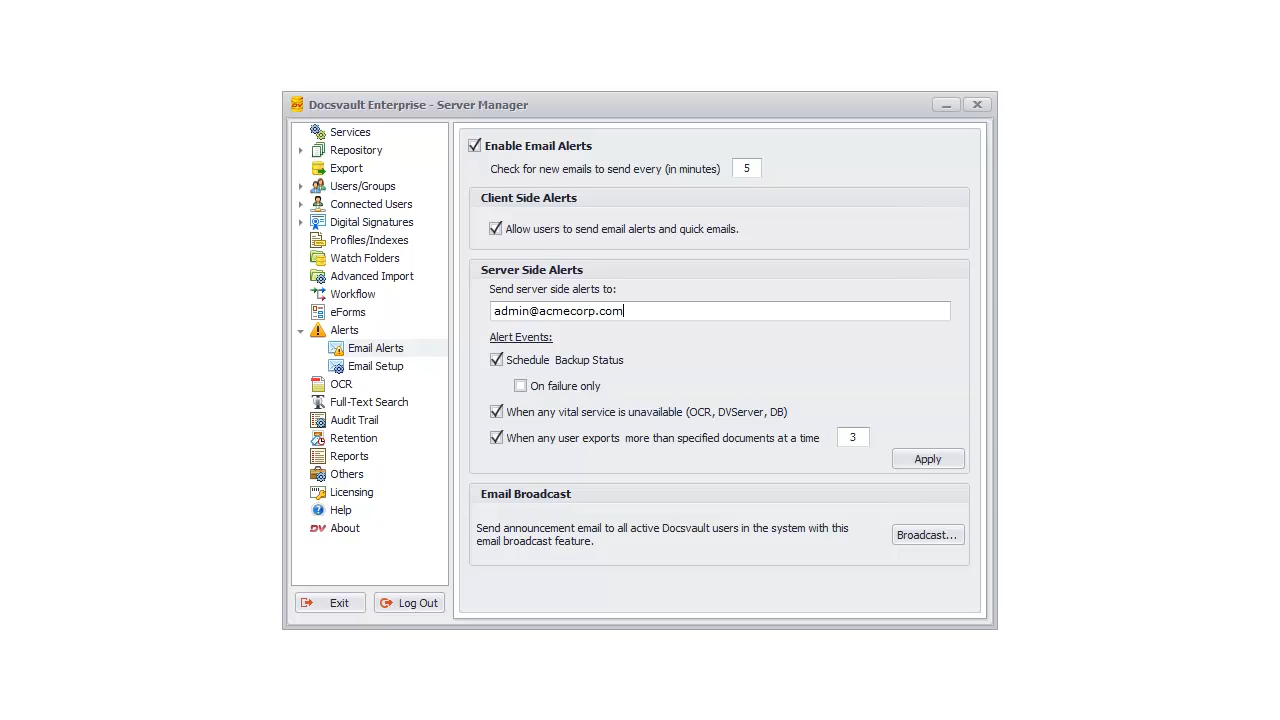 Docsvault Enterprise - Server Manager
Services
Repository
Export
Users/Groups
Connected Users
Digital Signatures
Profiles/Indexes
Watch Folders
Advanced Import
Workflow
eForms
Alerts
Email Alerts
Email Setup
OCR
Full-Text Search
Audit Trail
Retention
Reports
Others
Licensing
Help
DV About
Exit
Log Out
Enable Email Alerts
Check for new emails to send every (in minutes) 5
Client Side Alerts
Allow users to send email alerts and quick emails.
Server Side Alerts
Send server side alerts to:
admin@acmecorp.com
Alert Events:
Schedule Backup Status
On failure only
When any vital service is unavailable (OCR, DVServer, DB)
When any user exports more than specified documents at a time 3
Apply
Email Broadcast
Send announcement email to all active Docsvault users in the system with this
email broadcast feature.
Broadcast...